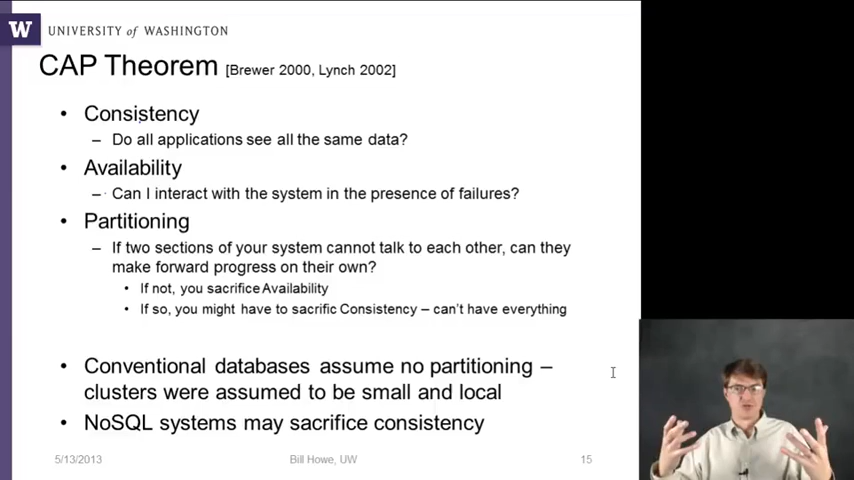 W UNIVERSITY of WASHINGTON
CAP Theorem [Brewer 2000, Lynch 2002]
• Consistency
– Do all applications see all the same data?
• Availability
– Can I interact with the system in the presence of failures?
• Partitioning
– If two sections of your system cannot talk to each other, can they
make forward progress on their own?
• If not, you sacrifice Availability
• If so, you might have to sacrific Consistency – can't have everything
• Conventional databases assume no partitioning –
clusters were assumed to be small and local
• NoSQL systems may sacrifice consistency
5/13/2013 Bill Howe, UW 15